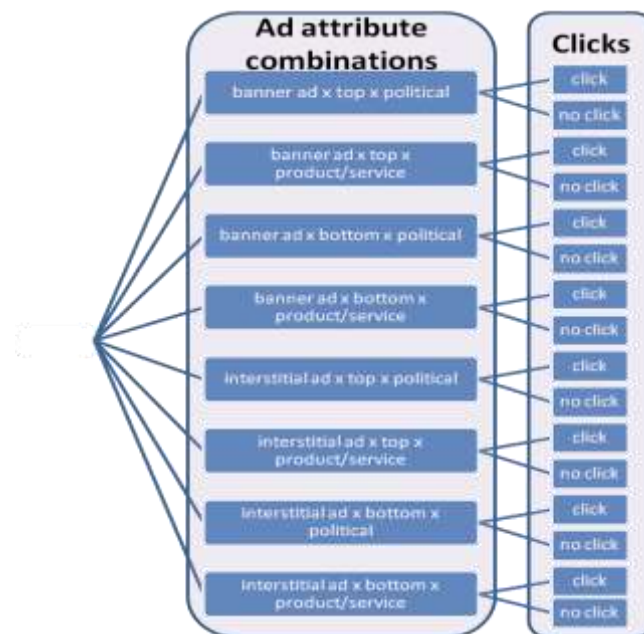 Ad attribute
combinations
Clicks
banner ad x top x political
click
no click
banner ad x top x
product/service
click
no click
banner ad x bottom x political
click
no click
banner ad x bottom x
product/service
click
no click
interstitial ad x top x political
click
no click
interstitial ad x top x
product/service
click
no click
interstitial ad x bottom x
political
click
no click
interstitial ad x bottom x
product/service
click
no click